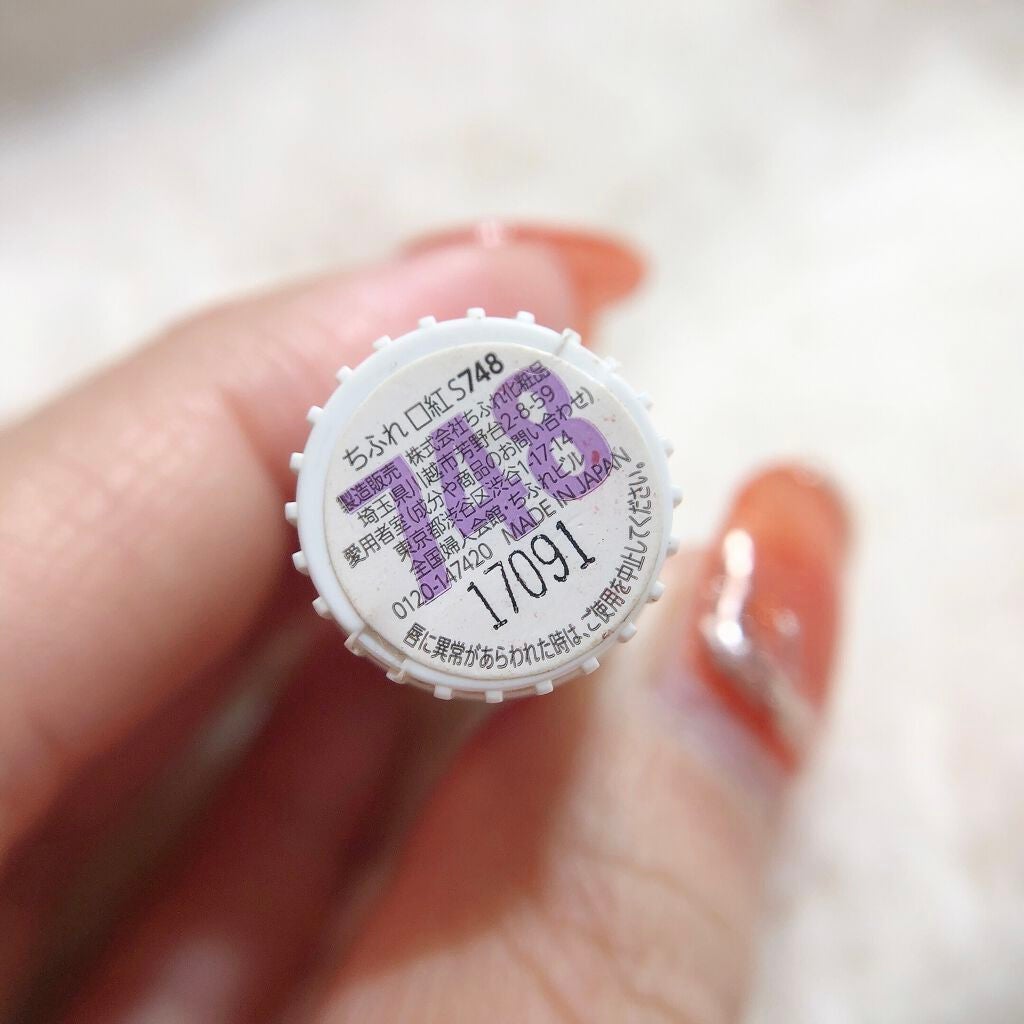 ちふれ 口紅 S748
748
製造販売 株式会社ちふれ化粧品
埼玉県川越市芳野台2-8-59
愛用者室(成分や商品のお問い合わせ)
東京都渋谷区渋谷1-17-14
全国婦人会館・ちふれビル
0120-147420 MADE IN JAPAN
17091
唇に異常があらわれた時は、ご使用を中止してください。